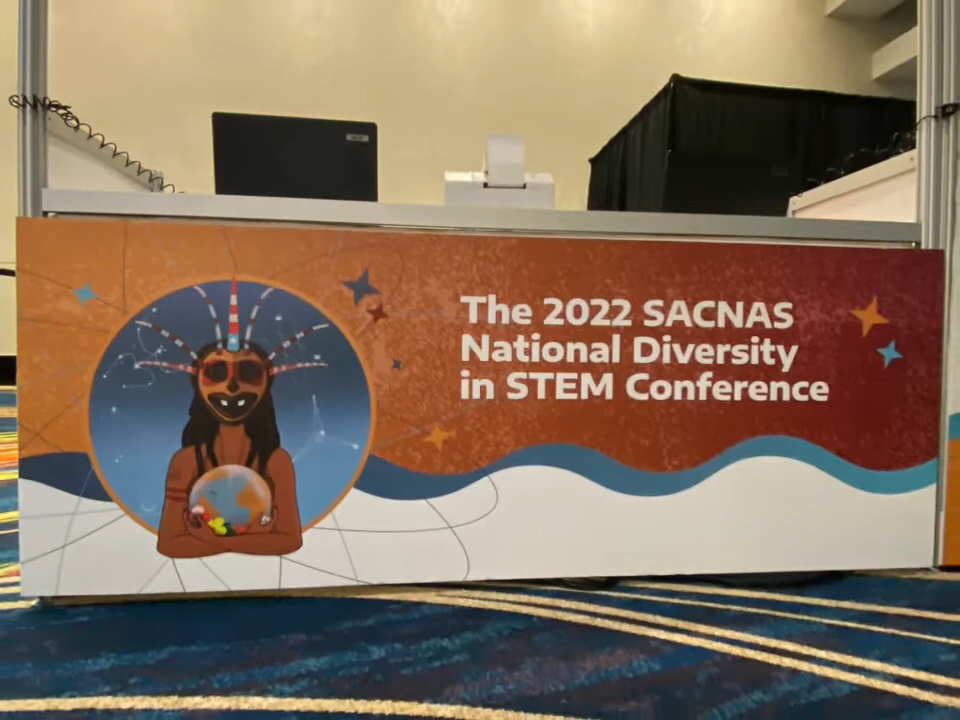 The 2022 SACNAS
National Diversity
in STEM Conference